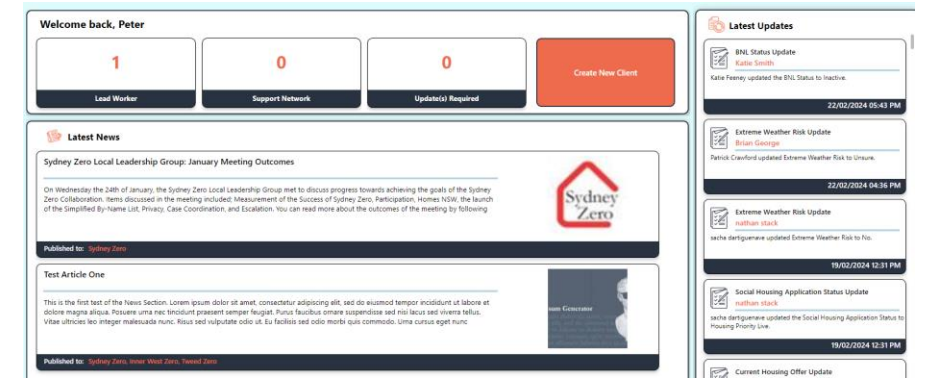 Welcome back, Peter
1
Lead Worker
0
Support Network
0
Update(s) Required
Create New Client
Latest News
Sydney Zero Local Leadership Group: January Meeting Outcomes
On Wednesday the 24th of January, the Sydney Zero Local Leadership Group met to discuss progress towards achieving the goals of the Sydney
Zero Collaboration. Items discussed in the meeting included: Measurement of the Success of Sydney Zero, Participation, Homes NSW, the launch
of the Simplified By-Name List, Privacy, Case Coordination, and Escalation. You can read more about the outcomes of the meeting by following
Sydney
Zero
Published to: Sydney Zero
Test Article One
This is the first test of the News Section. Lorem ipsum dolor sit amet, consectetur adipiscing elit, sed do eiusmod tempor incididunt ut labore et
dolore magna aliqua. Posuere urna nec tincidunt praesent semper feugiat. Purus faucibus ornare suspendisse sed nisi lacus sed viverra tellus.
Vitae ultricies leo integer malesuada nunc. Risus sed vulputate odio ut. Eu facilisis sed odio morbi quis commodo. Urna cursus eget nunc
Generator
Published to: Sydney Zero, Inner West Zero, Tweed Zero
Latest Updates
BNL Status Update
Katie Smith
Katie Feeney updated the BNL Status to Inactive.
22/02/2024 05:43 PM
Extreme Weather Risk Update
Brian George
Patrick Crawford updated Extreme Weather Risk to Unsure.
22/02/2024 04:36 PM
Extreme Weather Risk Update
nathan stack
sacha dartiguenave updated Extreme Weather Risk to No.
19/02/2024 12:31 PM
Social Housing Application Status Update
nathan stack
sacha dartiguenave updated the Social Housing Application Status to
Housing Priority Live.
19/02/2024 12:31 PM
Current Housing Offer Update